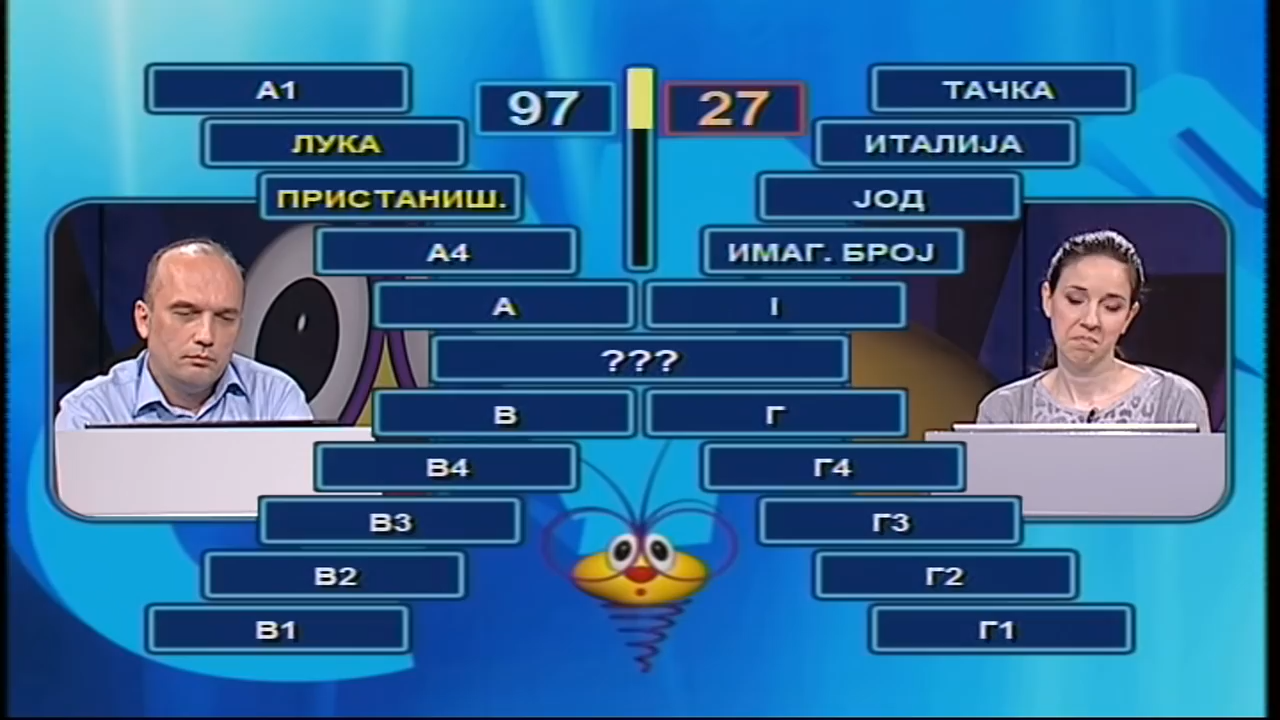 А1
97
27
ТАЧКА
ЛУКА
ИТАЛИЈА
ПРИСТАНИШ.
ЈОД
А4
ИМАГ. БРОЈ
А
I
???
В
Г
В4
Г4
В3
Г3
В2
Г2
В1
Г1